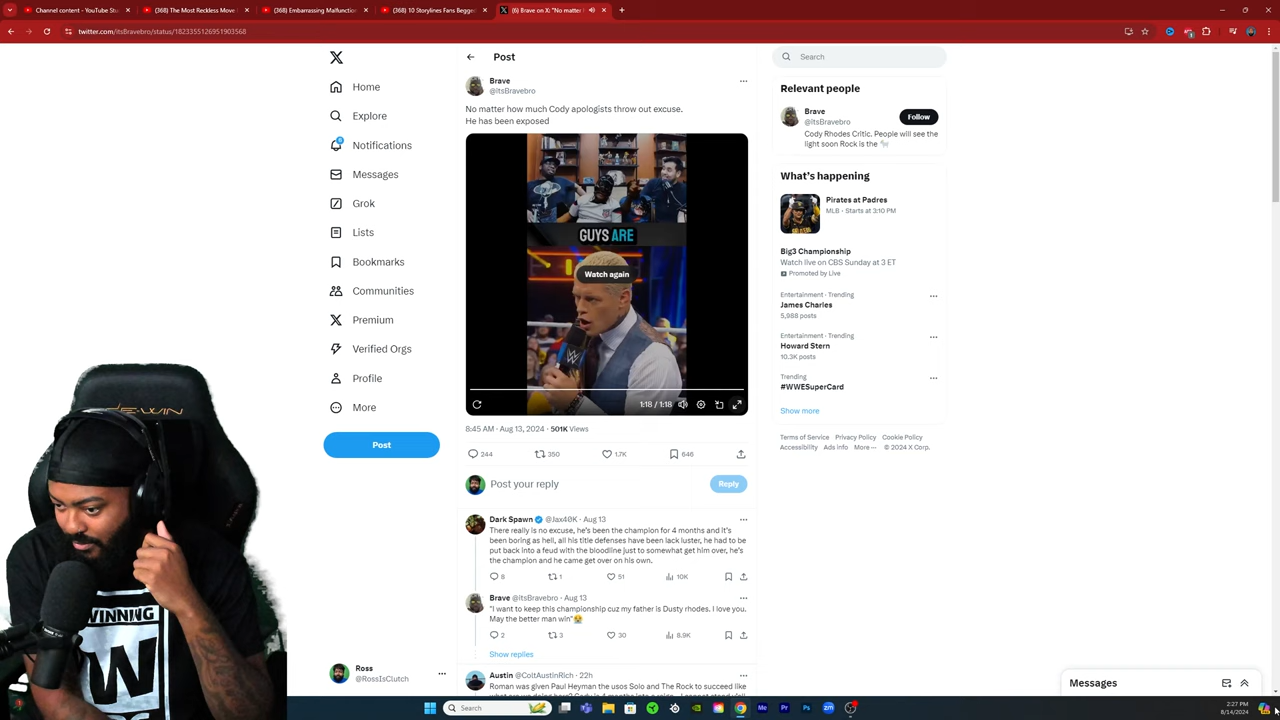 Channel content - YouTube St
(368) The Most Reckless Move
(368) Embarrassing Malfunction
(368) 10 Storylines Fans Begge
(6) Brave on X: "No matter
twitter.com/itsBravebro/status/1823355126951903568
Post
Search
Home
Explore
Notifications
Messages
Grok
Lists
Bookmarks
Communities
Premium
Verified Orgs
Profile
More
Post
Ross
@RossIsClutch
Brave
@ItsBravebro
No matter how much Cody apologists throw out excuse.
He has been exposed
GUYS ARE
Watch again
1:18 / 1:18
8:45 AM · Aug 13, 2024 · 501K Views
244
350
1.7K
646
Post your reply
Reply
Dark Spawn @Jax40K · Aug 13
There really is no excuse, he's been the champion for 4 months and it's
been boring as hell, all his title defenses have been lack luster, he had to be
put back into a feud with the bloodline just to somewhat get him over, he's
the champion and he came get over on his own.
8
1
51
10K
Brave @itsBravebro · Aug 13
"I want to keep this championship cuz my father is Dusty rhodes. I love you.
May the better man win"😭
2
3
30
8.9K
Show replies
Austin @ColtAustinRich · 22h
Roman was given Paul Heyman the usos Solo and The Rock to succeed like
Relevant people
Brave
@ItsBravebro
Follow
Cody Rhodes Critic. People will see the
light soon Rock is the 🐐
What's happening
Pirates at Padres
MLB · Starts at 3:10 PM
Big3 Championship
Watch live on CBS Sunday at 3 ET
Promoted by Live
Entertainment · Trending
James Charles
5,988 posts
Entertainment · Trending
Howard Stern
10.3K posts
Trending
#WWESuperCard
Show more
Terms of Service Privacy Policy Cookie Policy
Accessibility Ads info More ··· © 2024 X Corp.
Messages
WINNING
W
Search
2:27 PM
8/14/2024